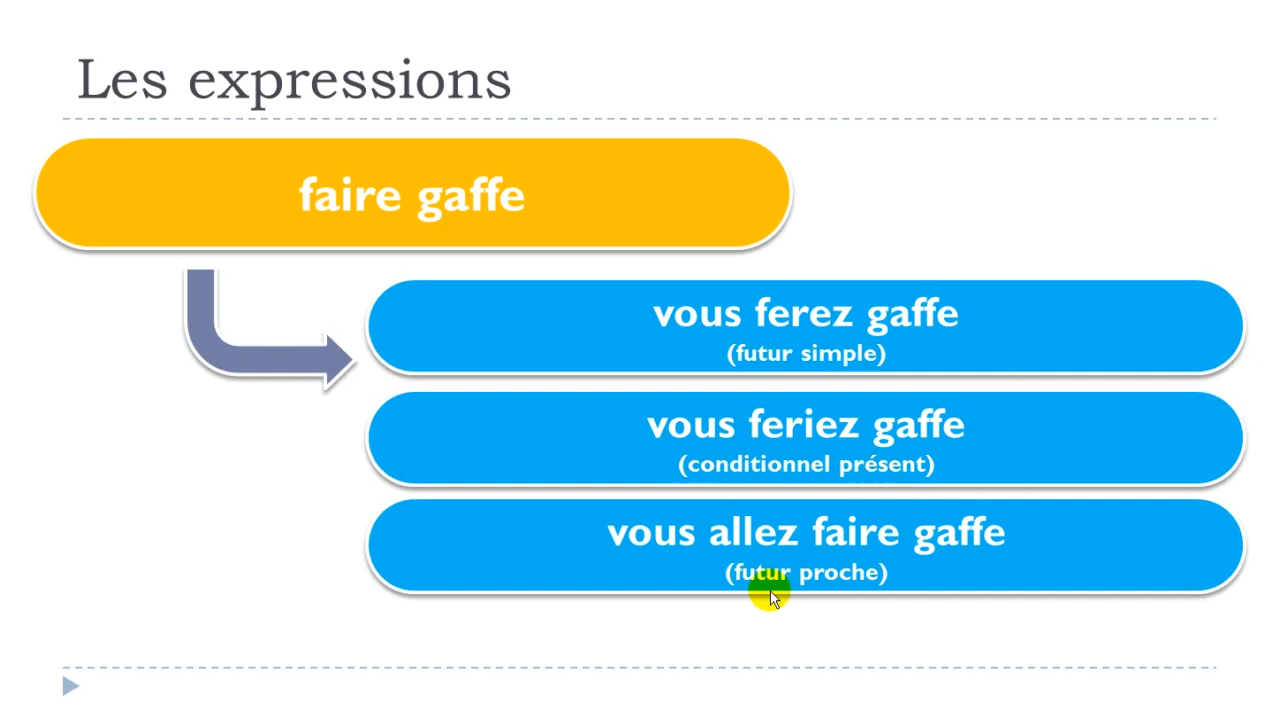 Les expressions
faire gaffe
vous ferez gaffe
(futur simple)
vous feriez gaffe
(conditionnel présent)
vous allez faire gaffe
(futur proche)